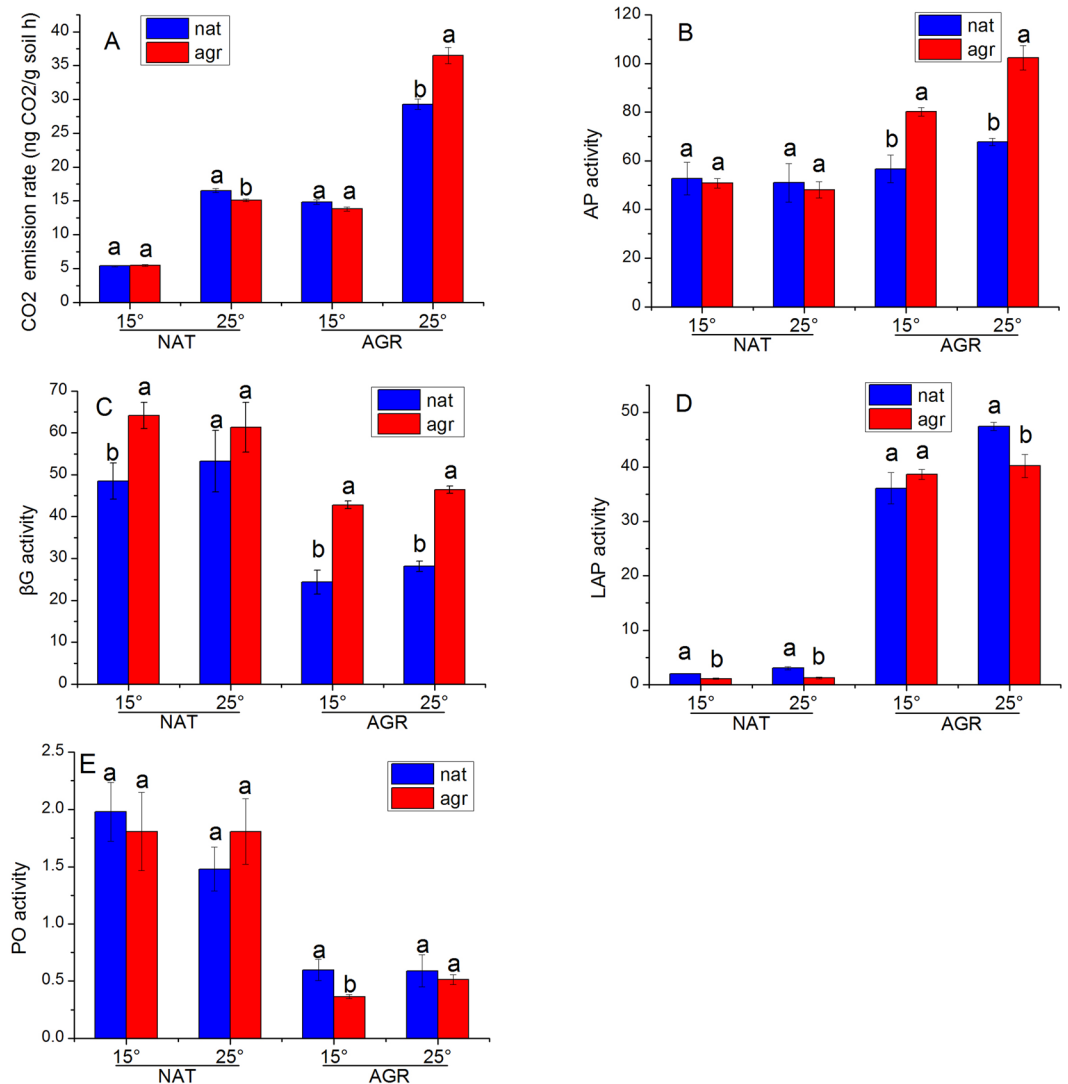 A
nat
agr
CO2 emission rate (ng CO2/g soil h)
40
35
30
25
20
15
10
5
0
a a a b a a b a
15° 25° 15° 25°
NAT AGR
B
nat
agr
AP activity
120
100
80
60
40
20
0
a a a a b a b a
15° 25° 15° 25°
NAT AGR
C
nat
agr
βG activity
70
60
50
40
30
20
10
0
b a a a b a b a
15° 25° 15° 25°
NAT AGR
D
nat
agr
LAP activity
50
40
30
20
10
0
a b a b a a a b
15° 25° 15° 25°
NAT AGR
E
nat
agr
PO activity
2.5
2.0
1.5
1.0
0.5
0.0
a a a a a b a a
15° 25° 15° 25°
NAT AGR